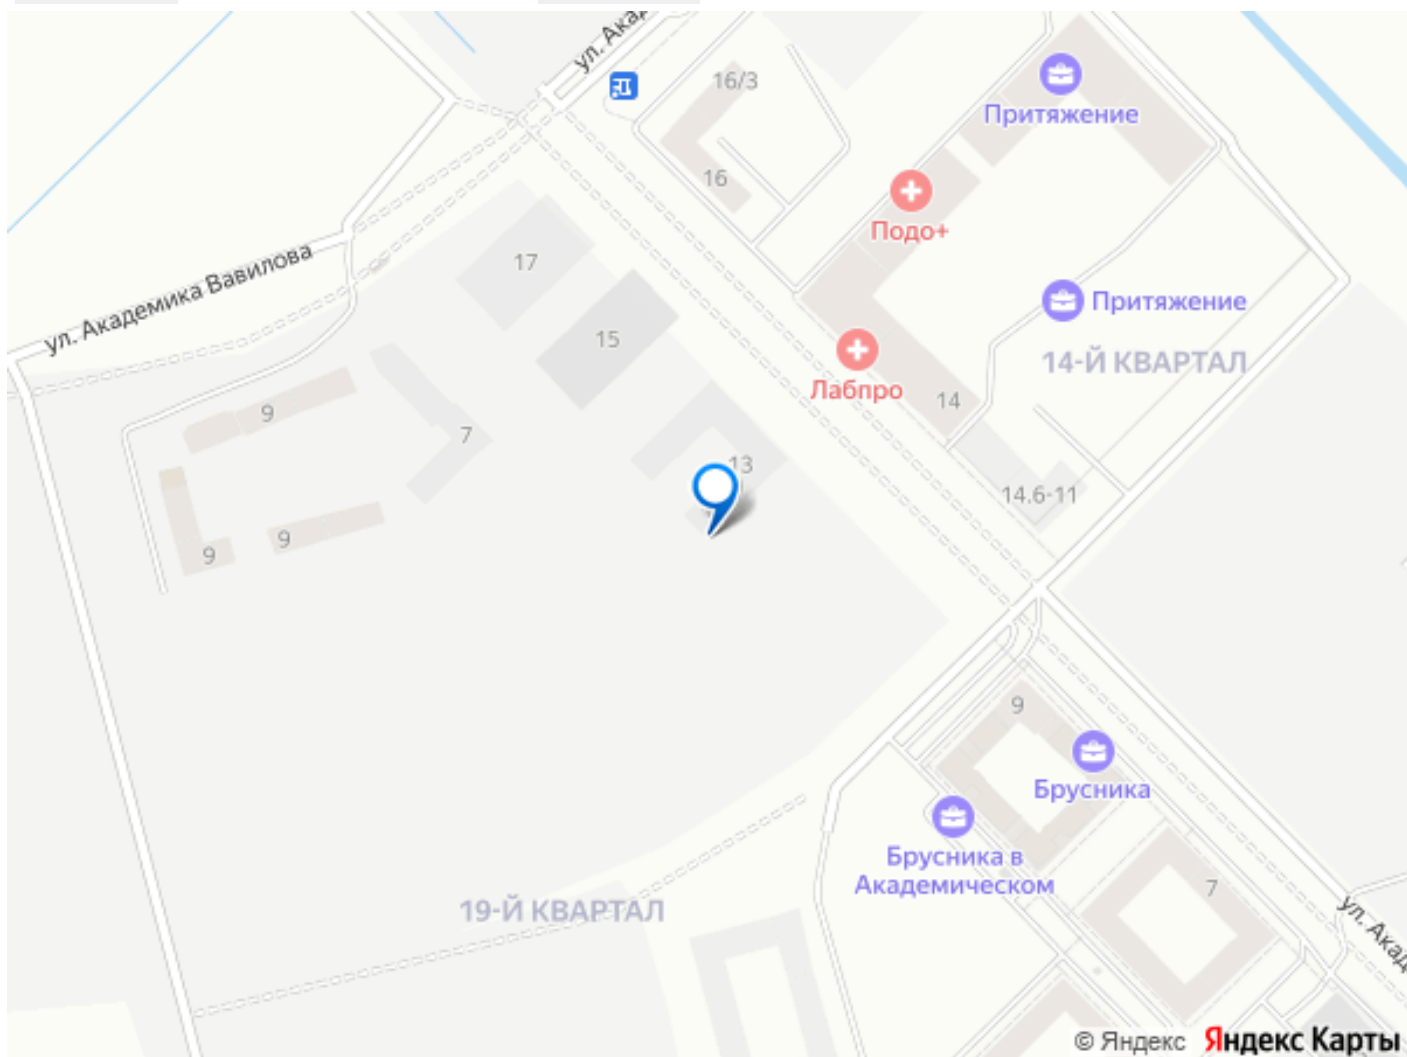 ул. Акад
16/3
Притяжение
16
Подо+
17
ул. Академика Вавилова
Притяжение
15
14-Й КВАРТАЛ
Лабпро
14
9
7
13
14.6-11
9
9
9
Брусника
Брусника в
Академическом
7
19-Й КВАРТАЛ
ул. Акад
© Яндекс Яндекс Карты